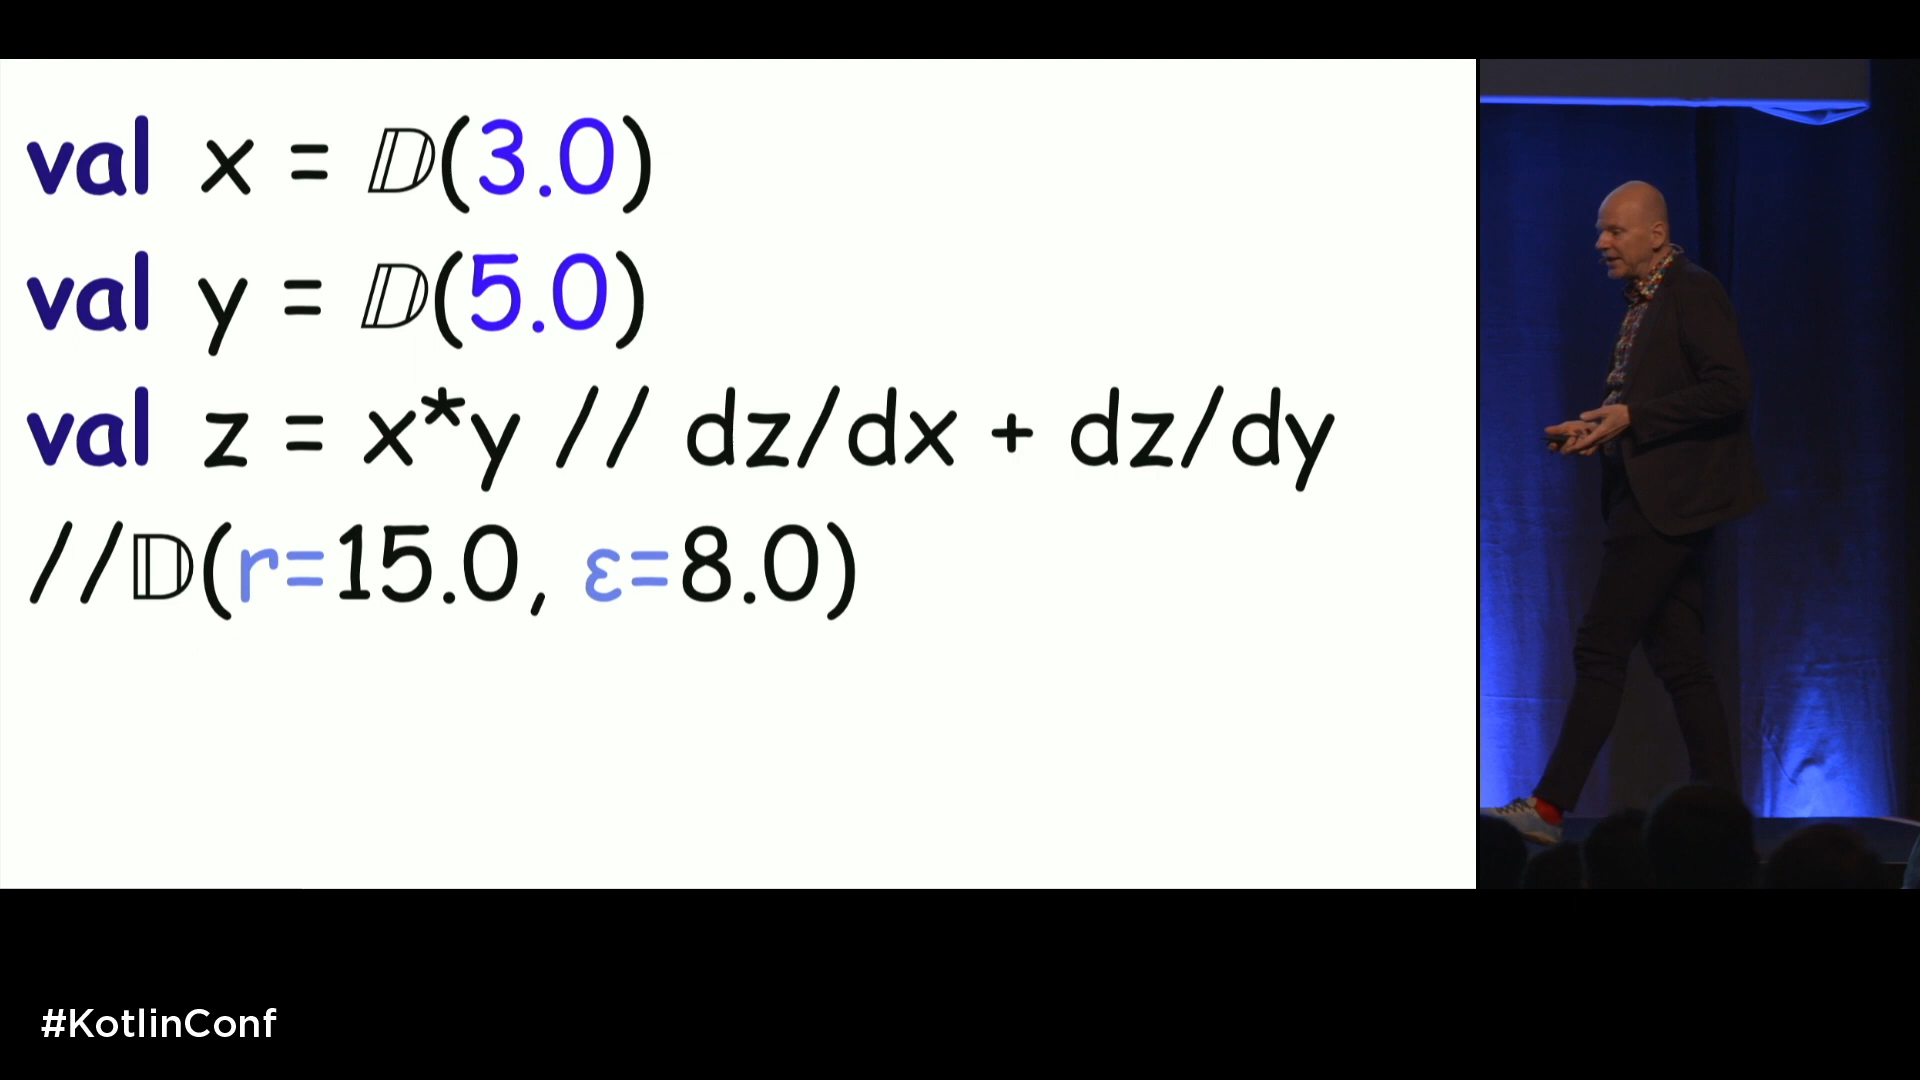 val x = 𝔻(3.0)
val y = 𝔻(5.0)
val z = x*y // dz/dx + dz/dy
//𝔻(r=15.0, ε=8.0)
#KotlinConf